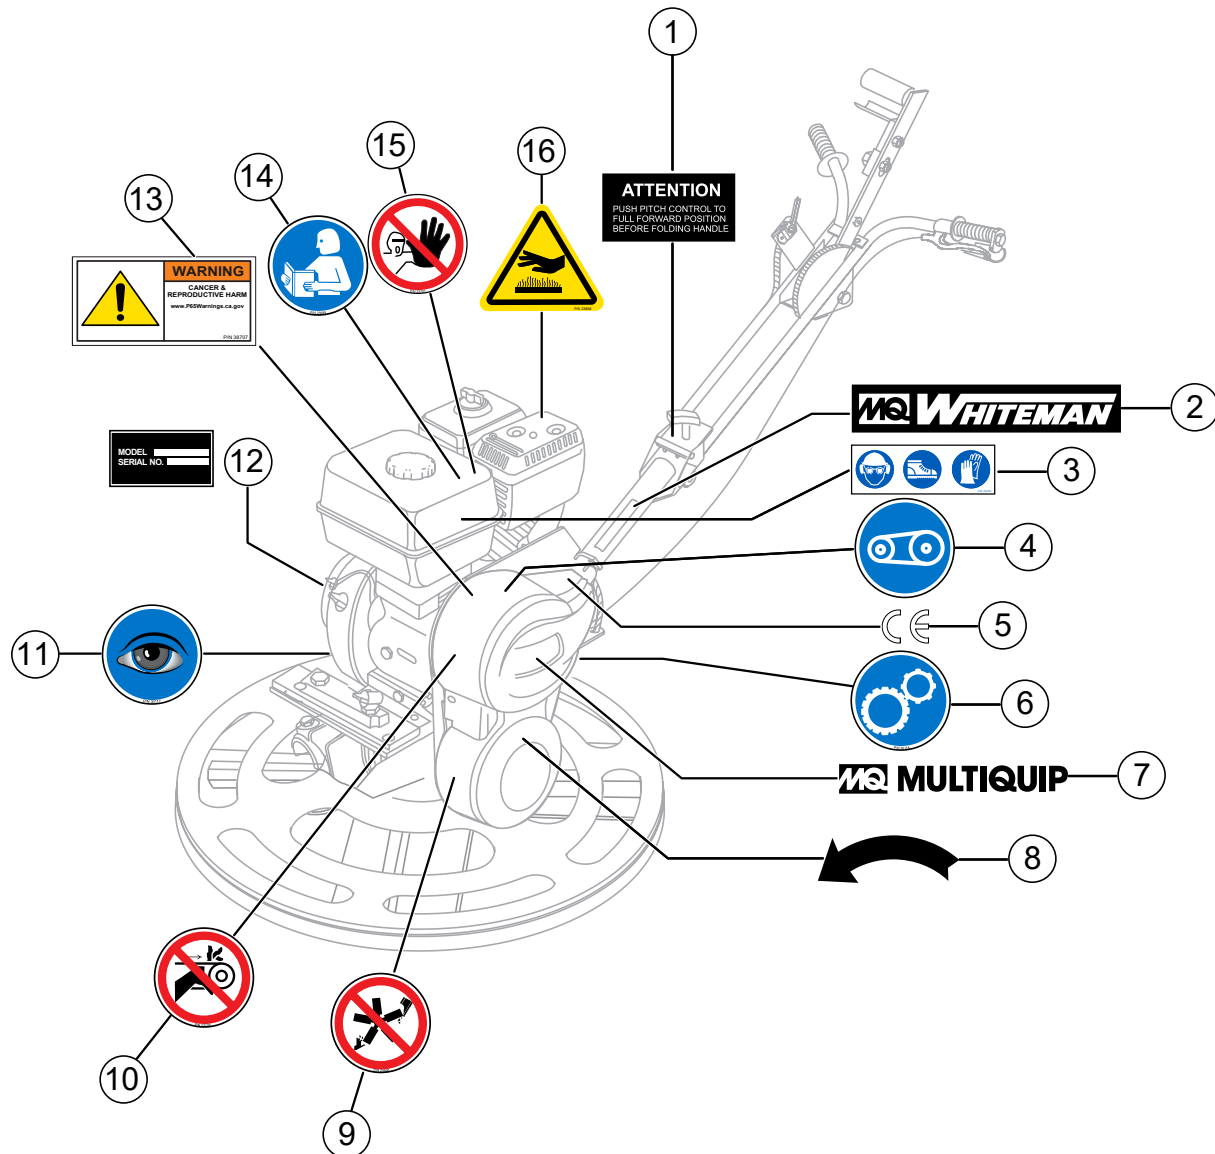 1
15
16
14
13
ATTENTION
PUSH PITCH CONTROL TO
FULL FORWARD POSITION
BEFORE FOLDING HANDLE
WARNING
CANCER &
REPRODUCTIVE HARM
www.P65Warnings.ca.gov
P/N 38707
MQ WHITEMAN
2
MODEL
SERIAL NO.
12
3
4
CE
5
11
6
MQ MULTIQUIP
7
8
10
9